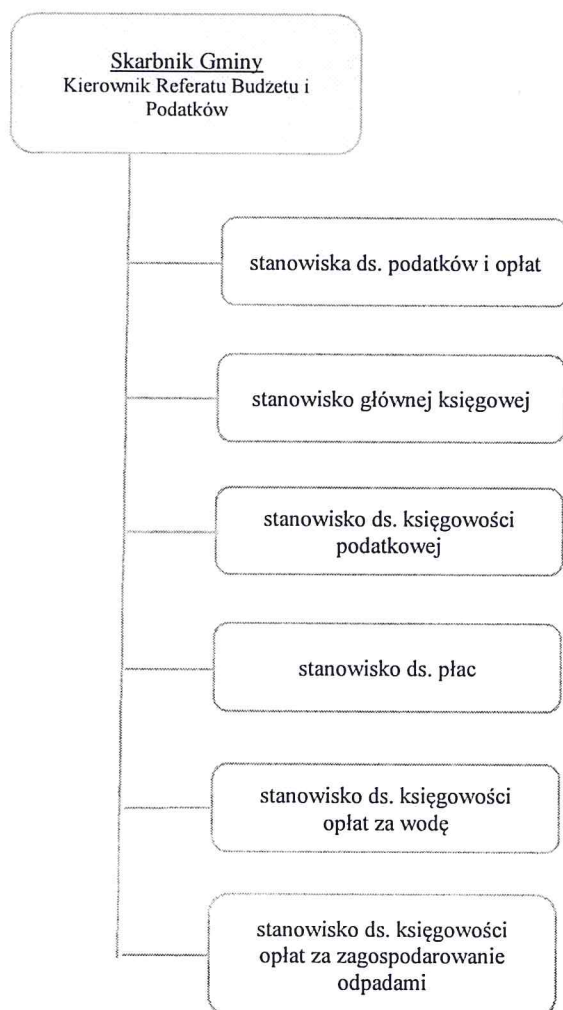 Skarbnik Gminy
Kierownik Referatu Budżetu i
Podatków
stanowiska ds. podatków i opłat
stanowisko głównej księgowej
stanowisko ds. księgowości
podatkowej
stanowisko ds. płac
stanowisko ds. księgowości
opłat za wodę
stanowisko ds. księgowości
opłat za zagospodarowanie
odpadami